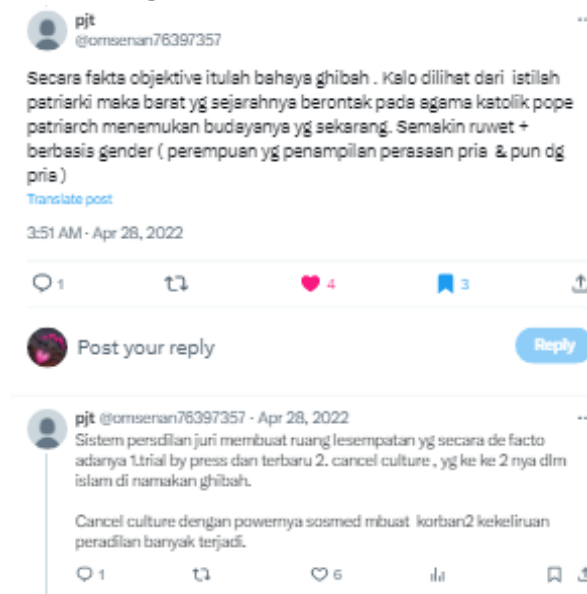 pjt
@omsenan76397357
Secara fakta objektive itulah bahaya ghibah . Kalo dilihat dari istilah
patriarki maka barat yg sejarahnya berontak pada agama katolik pope
patriarch menemukan budayanya yg sekarang. Semakin ruwet +
berbasis gender ( perempuan yg penampilan perasaan pria & pun dg
pria )
Translate post
3:51 AM · Apr 28, 2022
1 4 3
Post your reply
Reply
pjt @omsenan76397357 · Apr 28, 2022
Sistem persdilan juri membuat ruang lesempatan yg secara de facto
adanya 1.trial by press dan terbaru 2. cancel culture , yg ke ke 2 nya dlm
islam di namakan ghibah.
Cancel culture dengan powernya sosmed mbuat korban2 kekeliruan
peradilan banyak terjadi.
1 6